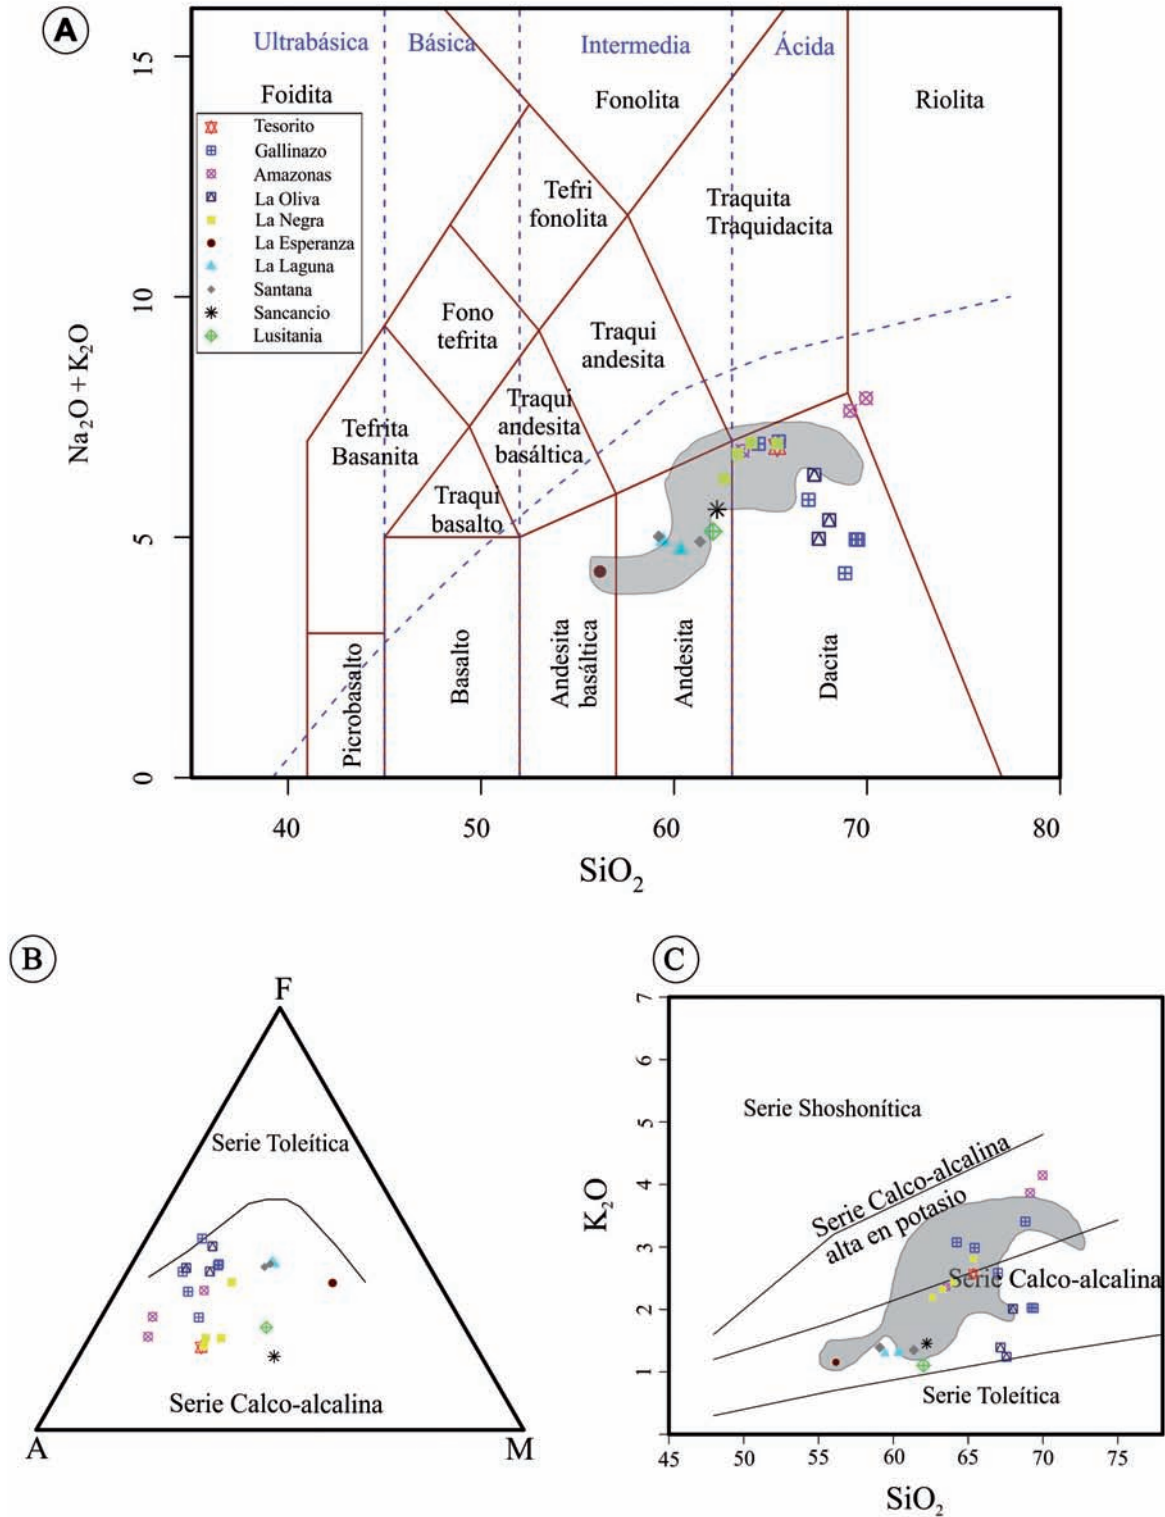 A
Ultrabásica
Básica
Intermedia
Ácida
Foidita
Fonolita
Riolita
Tesorito
Gallinazo
Amazonas
La Oliva
La Negra
La Esperanza
La Laguna
Santana
Sancancio
Lusitania
Tefri
fonolita
Traquita
Traquidacita
Fono
tefrita
Traqui
andesita
Traqui
andesita
basáltica
Tefrita
Basanita
Traqui
basalto
Picrobasalto
Basalto
Andesita
basáltica
Andesita
Dacita
Na₂O + K₂O
15
10
5
0
40
50
60
70
80
SiO₂
B
F
Serie Toleítica
Serie Calco-alcalina
A
M
C
K₂O
7
6
5
4
3
2
1
Serie Shoshonítica
Serie Calco-alcalina
alta en potasio
Serie Calco-alcalina
Serie Toleítica
45
50
55
60
65
70
75
SiO₂